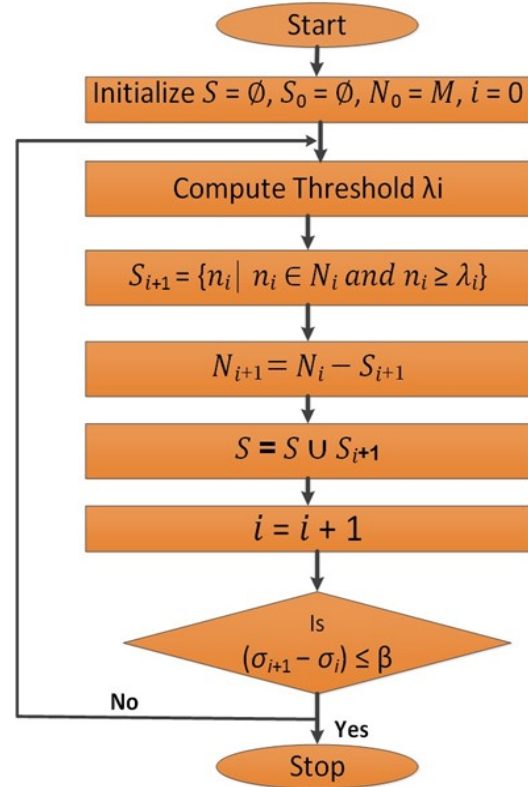 Start
Initialize S = ∅, S₀ = ∅, N₀ = M, i = 0
Compute Threshold λi
Sᵢ₊₁ = {nᵢ | nᵢ ∈ Nᵢ and nᵢ ≥ λᵢ}
Nᵢ₊₁ = Nᵢ − Sᵢ₊₁
S = S ∪ Sᵢ₊₁
i = i + 1
Is
(σᵢ₊₁ − σᵢ) ≤ β
No
Yes
Stop